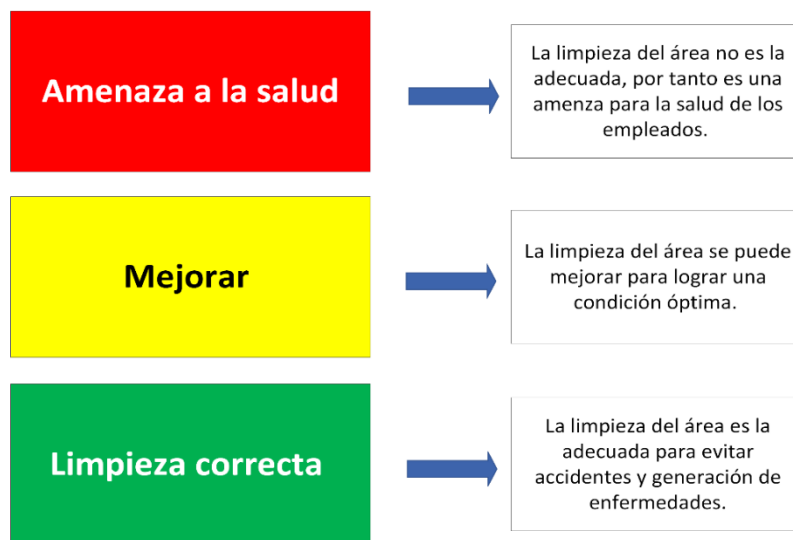 Amenaza a la salud
La limpieza del área no es la
adecuada, por tanto es una
amenza para la salud de los
empleados.
Mejorar
La limpieza del área se puede
mejorar para lograr una
condición óptima.
Limpieza correcta
La limpieza del área es la
adecuada para evitar
accidentes y generación de
enfermedades.